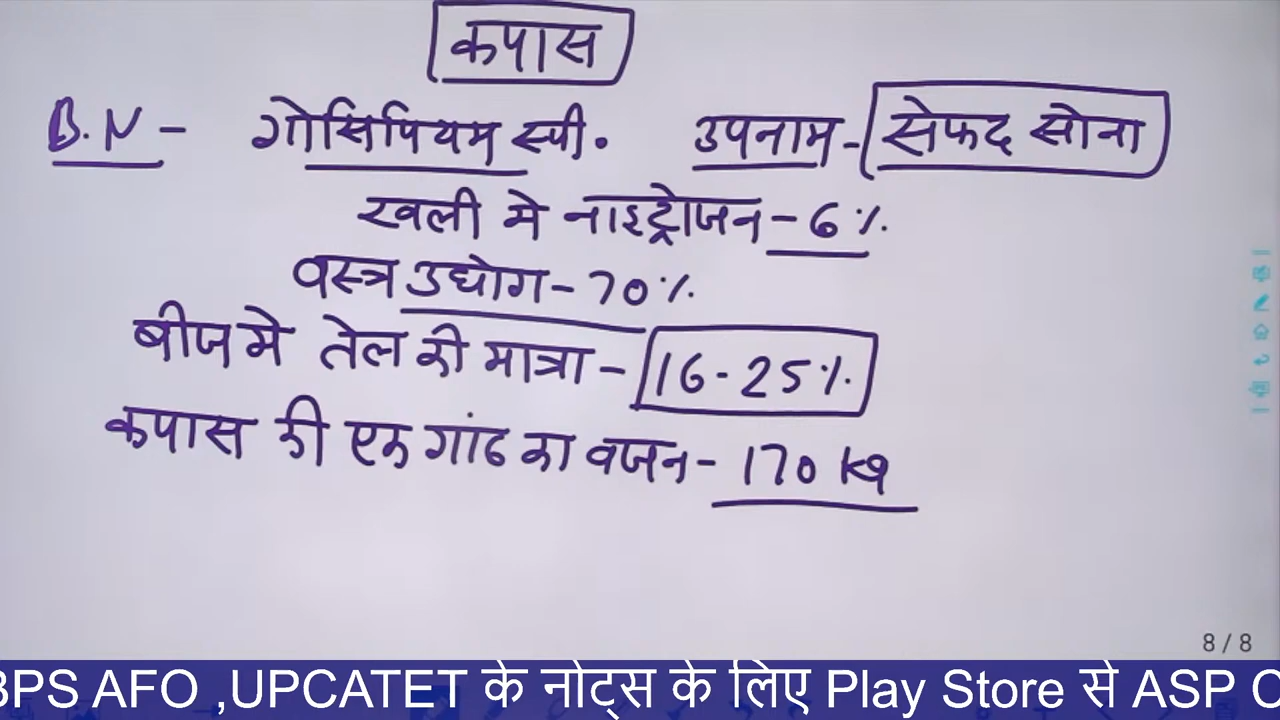 कपास
B.N - गोसिपियम स्पी. उपनाम - सेफद सोना
खली मे नाइट्रोजन - 6%
वस्त्र उद्योग - 70%
बीज मे तेल की मात्रा - 16-25%
कपास की एक गांठ का वजन - 170 kg
8 / 8
BPS AFO ,UPCATET के नोट्स के लिए Play Store से ASP C